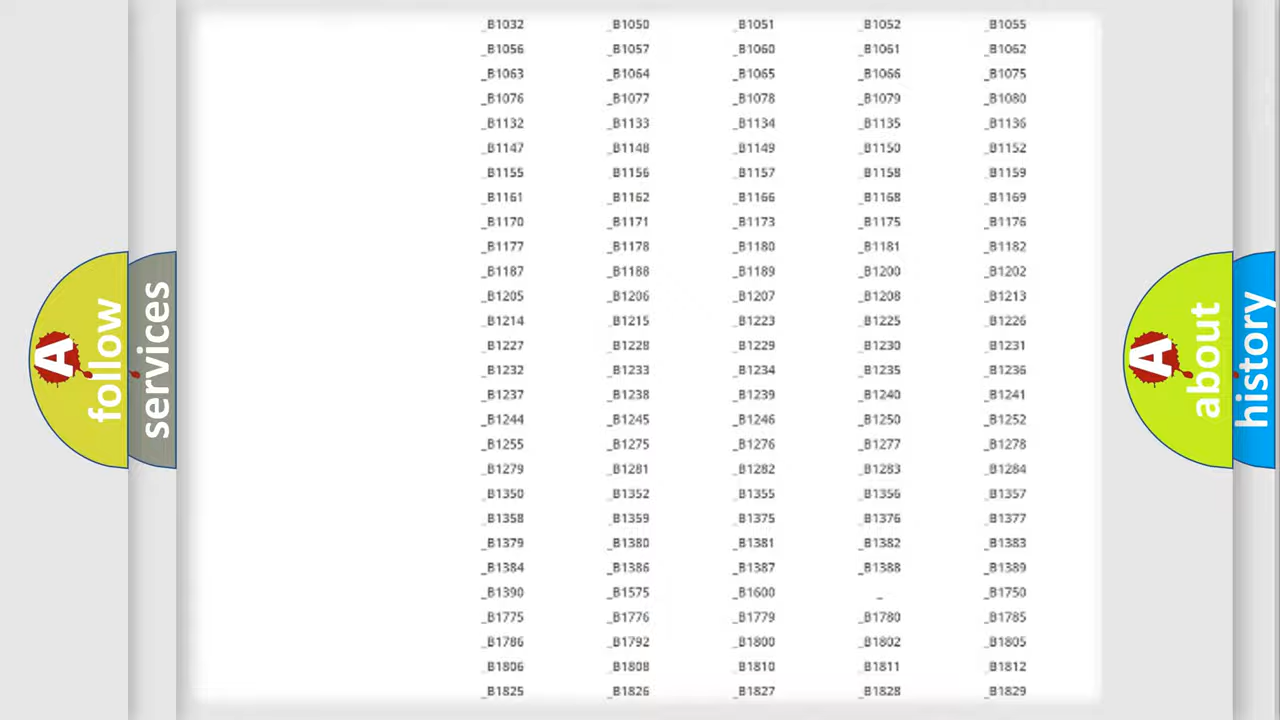 _B1032 _B1050 _B1051 _B1052 _B1055
_B1056 _B1057 _B1060 _B1061 _B1062
_B1063 _B1064 _B1065 _B1066 _B1075
_B1076 _B1077 _B1078 _B1079 _B1080
_B1132 _B1133 _B1134 _B1135 _B1136
_B1147 _B1148 _B1149 _B1150 _B1152
_B1155 _B1156 _B1157 _B1158 _B1159
_B1161 _B1162 _B1166 _B1168 _B1169
_B1170 _B1171 _B1173 _B1175 _B1176
_B1177 _B1178 _B1180 _B1181 _B1182
_B1187 _B1188 _B1189 _B1200 _B1202
_B1205 _B1206 _B1207 _B1208 _B1213
_B1214 _B1215 _B1223 _B1225 _B1226
_B1227 _B1228 _B1229 _B1230 _B1231
_B1232 _B1233 _B1234 _B1235 _B1236
_B1237 _B1238 _B1239 _B1240 _B1241
_B1244 _B1245 _B1246 _B1250 _B1252
_B1255 _B1275 _B1276 _B1277 _B1278
_B1279 _B1281 _B1282 _B1283 _B1284
_B1350 _B1352 _B1355 _B1356 _B1357
_B1358 _B1359 _B1375 _B1376 _B1377
_B1379 _B1380 _B1381 _B1382 _B1383
_B1384 _B1386 _B1387 _B1388 _B1389
_B1390 _B1575 _B1600 _ _B1750
_B1775 _B1776 _B1779 _B1780 _B1785
_B1786 _B1792 _B1800 _B1802 _B1805
_B1806 _B1808 _B1810 _B1811 _B1812
_B1825 _B1826 _B1827 _B1828 _B1829
A follow
services
A about
history